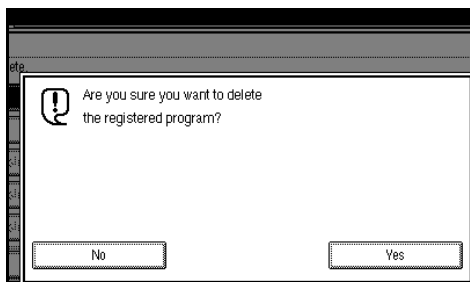 ete.
Are you sure you want to delete
the registered program?
No
Yes